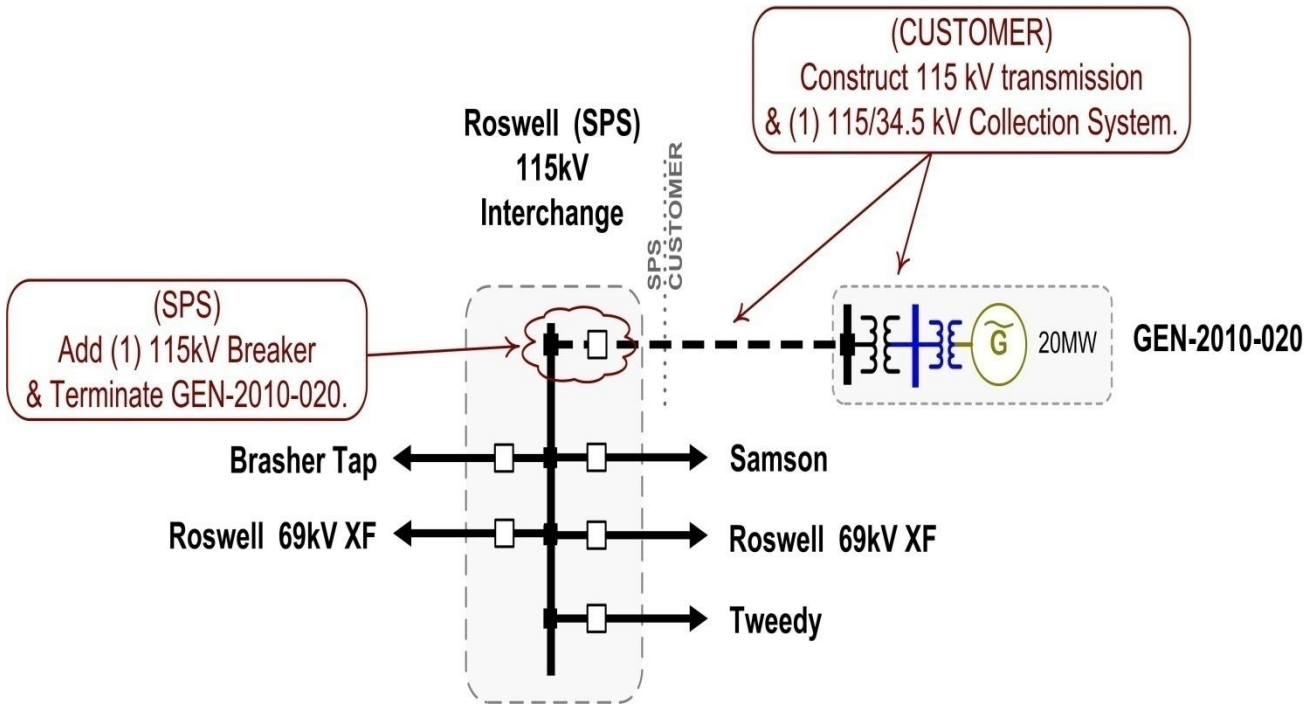 (CUSTOMER)
Construct 115 kV transmission
& (1) 115/34.5 kV Collection System.
Roswell (SPS)
115kV
Interchange
SPS
CUSTOMER
(SPS)
Add (1) 115kV Breaker
& Terminate GEN-2010-020.
G
20MW
GEN-2010-020
Brasher Tap
Samson
Roswell 69kV XF
Roswell 69kV XF
Tweedy